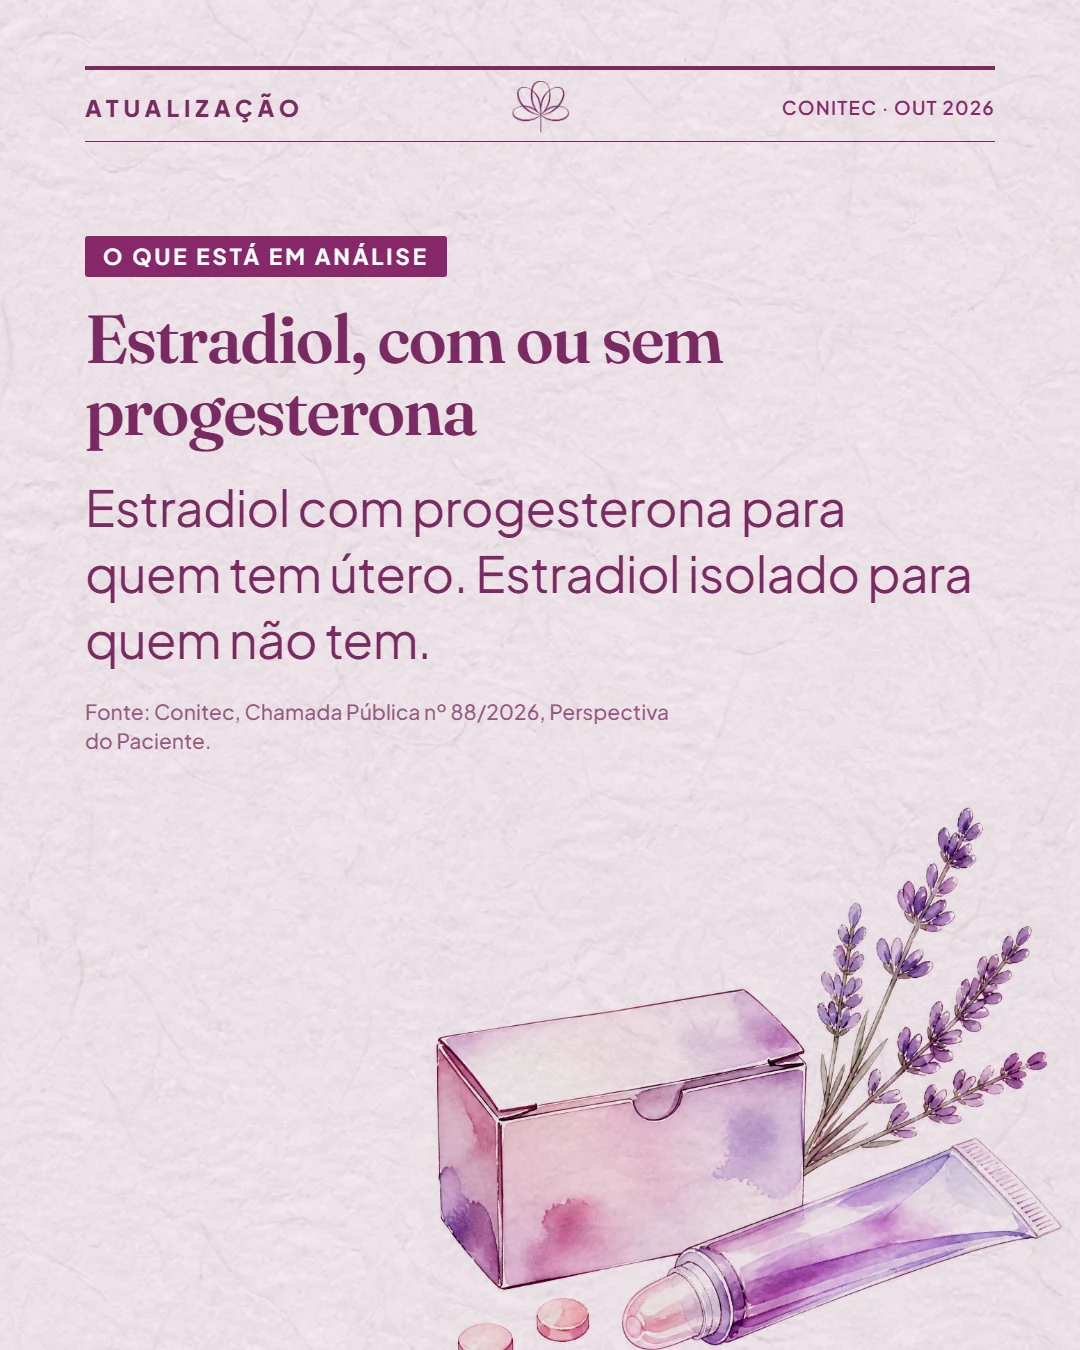 ATUALIZAÇÃO
CONITEC · OUT 2026
O QUE ESTÁ EM ANÁLISE
Estradiol, com ou sem
progesterona
Estradiol com progesterona para
quem tem útero. Estradiol isolado para
quem não tem.
Fonte: Conitec, Chamada Pública nº 88/2026, Perspectiva
do Paciente.